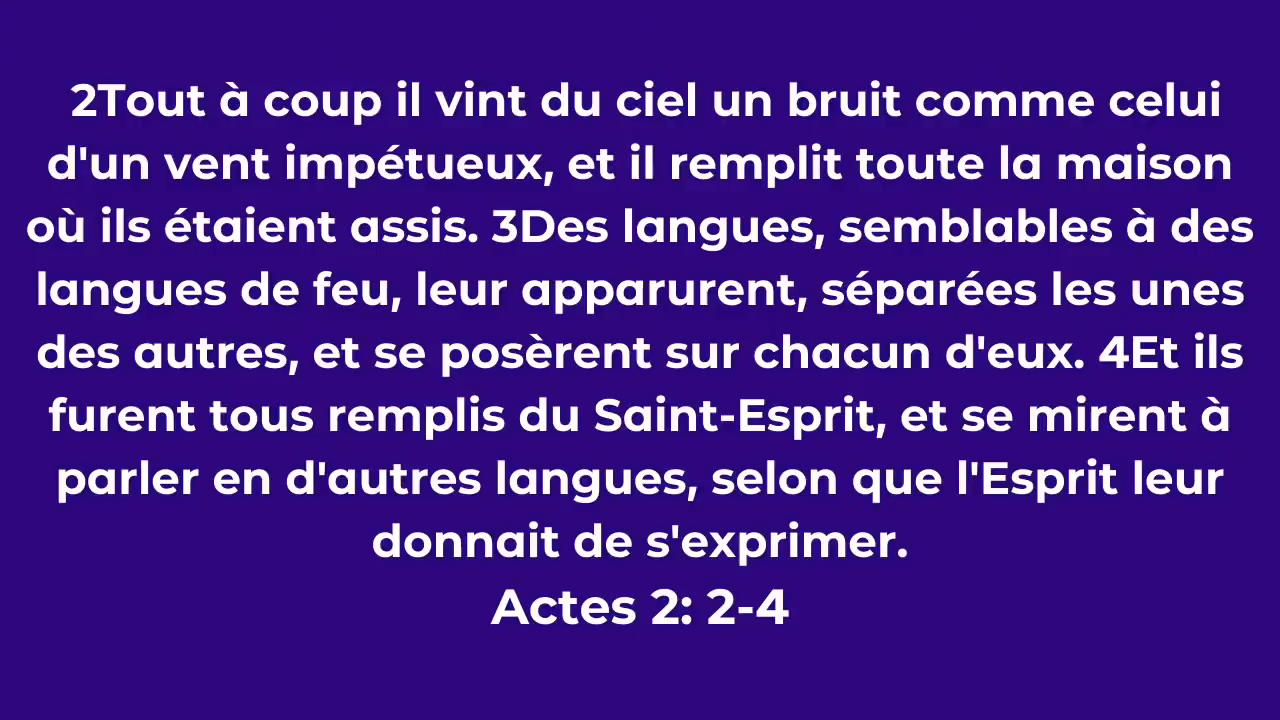 2Tout à coup il vint du ciel un bruit comme celui
d'un vent impétueux, et il remplit toute la maison
où ils étaient assis. 3Des langues, semblables à des
langues de feu, leur apparurent, séparées les unes
des autres, et se posèrent sur chacun d'eux. 4Et ils
furent tous remplis du Saint-Esprit, et se mirent à
parler en d'autres langues, selon que l'Esprit leur
donnait de s'exprimer.
Actes 2: 2-4